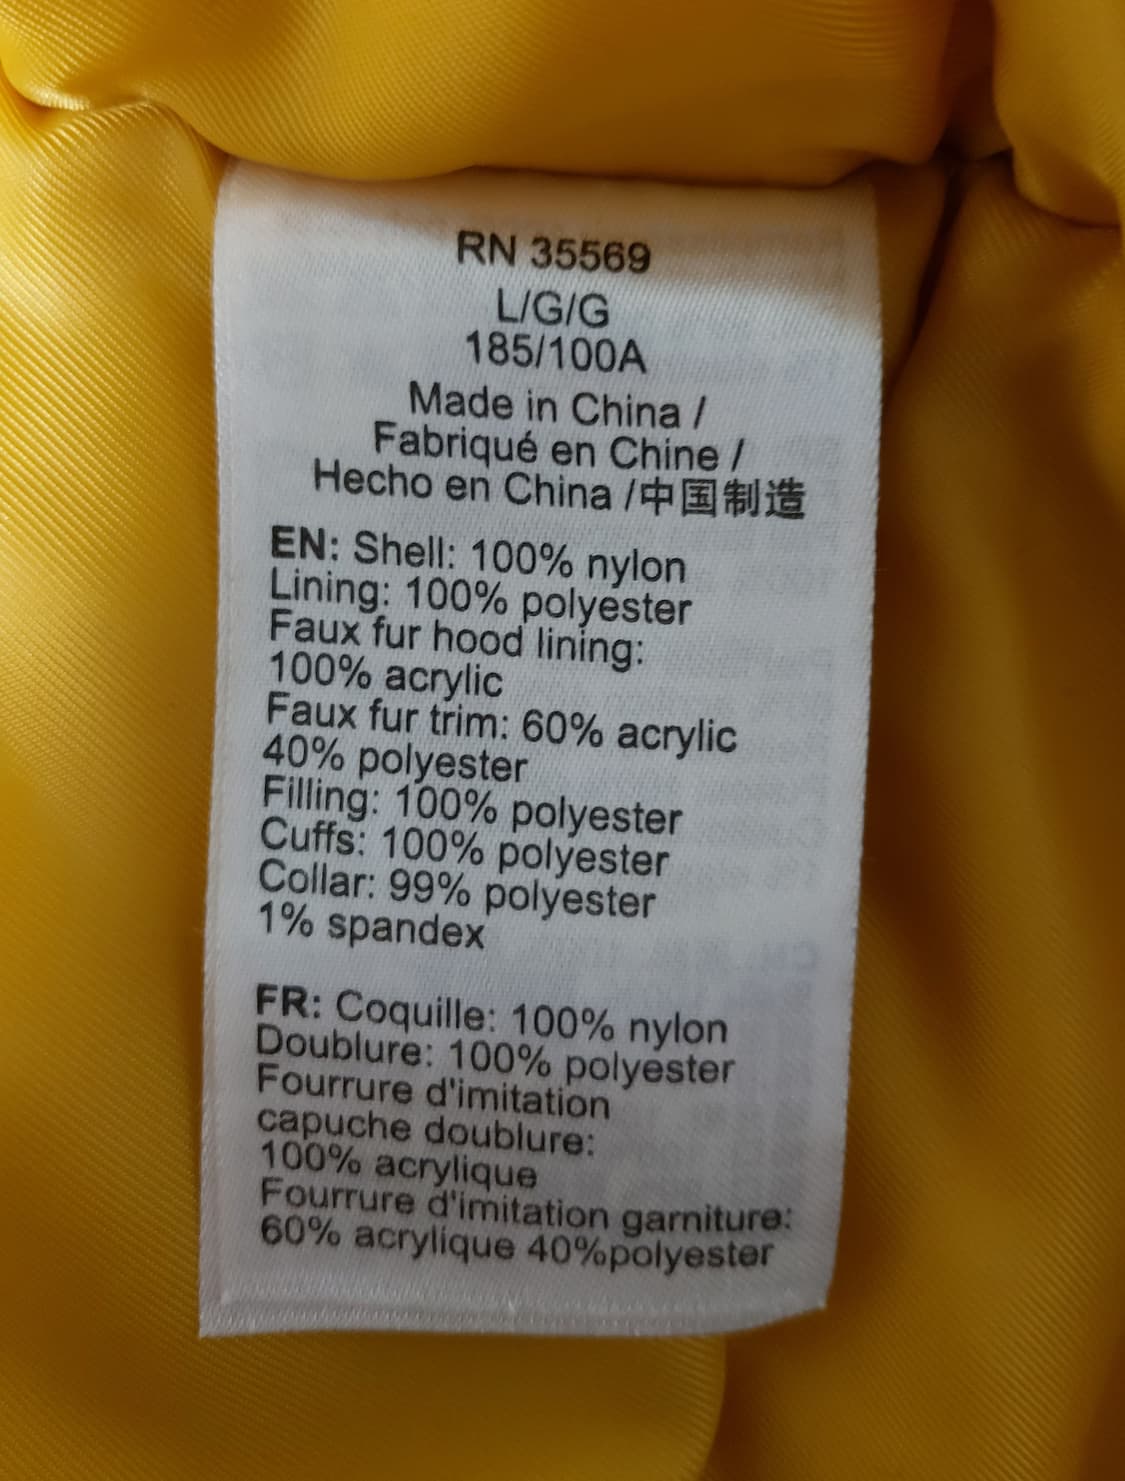 RN 35569
L/G/G
185/100A
Made in China /
Fabriqué en Chine /
Hecho en China /中国制造
EN: Shell: 100% nylon
Lining: 100% polyester
Faux fur hood lining:
100% acrylic
Faux fur trim: 60% acrylic
40% polyester
Filling: 100% polyester
Cuffs: 100% polyester
Collar: 99% polyester
1% spandex
FR: Coquille: 100% nylon
Doublure: 100% polyester
Fourrure d'imitation
capuche doublure:
100% acrylique
Fourrure d'imitation garniture:
60% acrylique 40%polyester